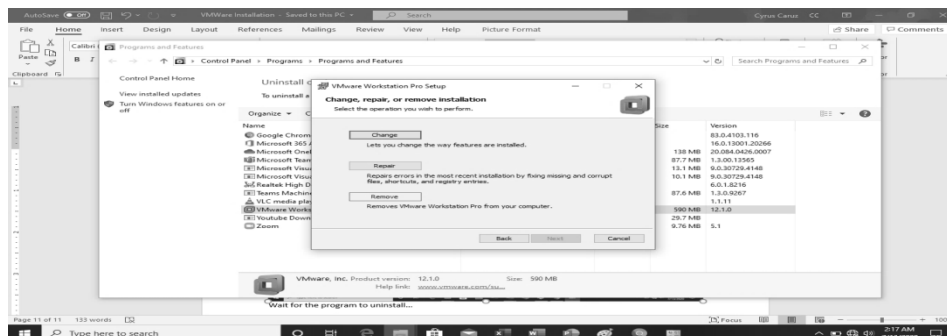 AutoSave Off VMWare Installation - Saved to this PC Search Cyrus Canoz CC
File Home Insert Design Layout References Mailings Review View Help Picture Format Share Comments
Paste
Clipboard
Calibri
B I
Programs and Features
Control Panel > Programs > Programs and Features
Search Programs and Features
Control Panel Home
View installed updates
Turn Windows features on or off
Uninstall
To uninstall a
Organize
Name Size Version
Google Chrom 83.0.4103.116
Microsoft 365 16.0.13001.20266
Microsoft One 138 MB 20.084.0426.0007
Microsoft Team 87.7 MB 1.3.00.13565
Microsoft Visu 13.1 MB 9.0.30729.4148
Microsoft Visu 10.1 MB 9.0.30729.4148
Realtek High D 6.0.1.8216
Teams Machin 87.6 MB 1.3.0.9267
VLC media pla 1.1.11
VMware Works 590 MB 12.1.0
Youtube Down 29.7 MB
Zoom 9.76 MB 5.1
VMware Workstation Pro Setup
Change, repair, or remove installation
Select the operation you wish to perform.
Change
Lets you change the way features are installed.
Repair
Repairs errors in the most recent installation by fixing missing and corrupt
files, shortcuts, and registry entries.
Remove
Removes VMware Workstation Pro from your computer.
Back Next Cancel
VMware, Inc. Product version: 12.1.0 Size: 590 MB
Help link: www.vmware.com/su...
Wait for the program to uninstall...
Page 11 of 11 133 words Focus 100
Type here to search
2:17 AM